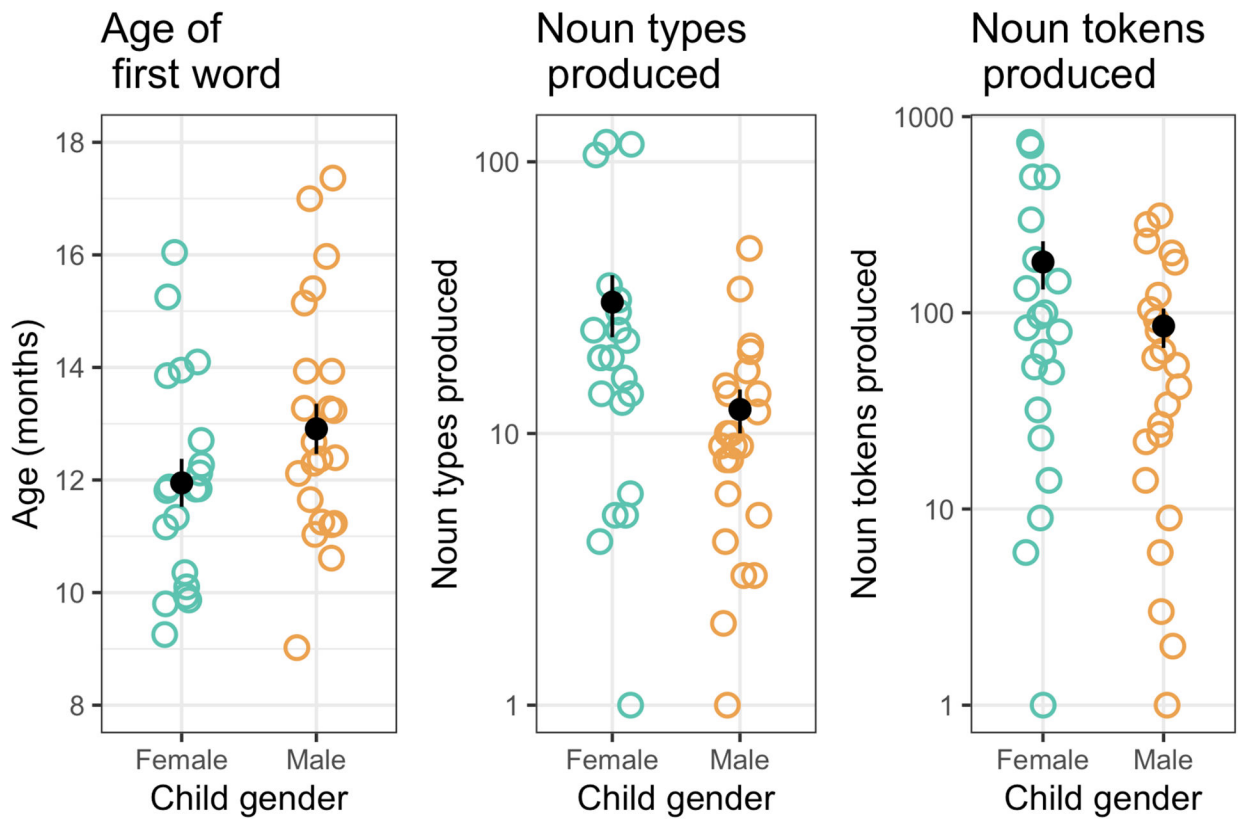 Age of
first word
Noun types
produced
Noun tokens
produced
Age (months)
18
16
14
12
10
8
Female
Male
Child gender
Noun types produced
100
10
1
Female
Male
Child gender
Noun tokens produced
1000
100
10
1
Female
Male
Child gender